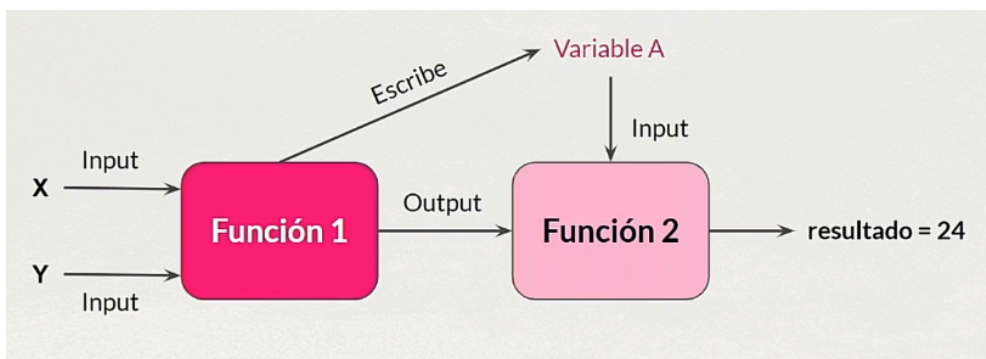 Variable A
Escribe
Input
Input
X
Output
Función 1
Función 2
resultado = 24
Y
Input